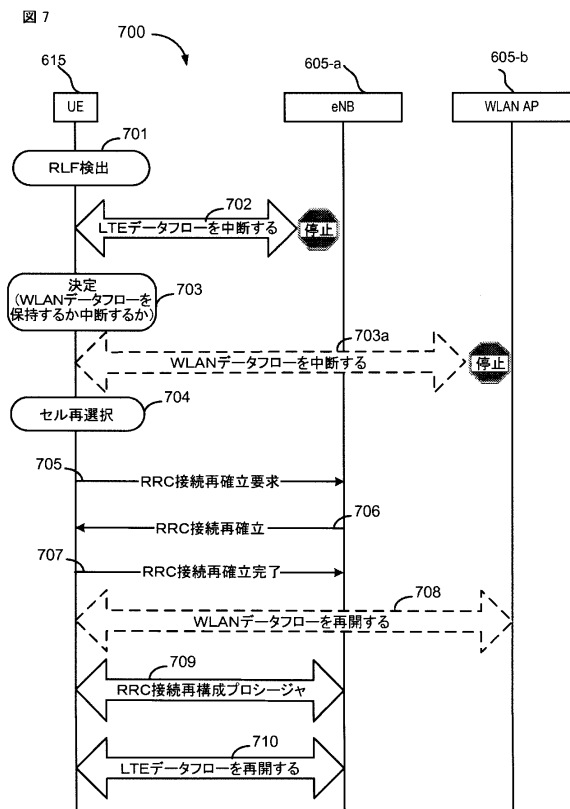 図 7
700
615
605-a
605-b
UE
eNB
WLAN AP
701
RLF検出
702
LTEデータフローを中断する
停止
決定
(WLANデータフローを
保持するか中断するか)
703
703a
WLANデータフローを中断する
停止
セル再選択
704
705
RRC接続再確立要求
706
RRC接続再確立
707
RRC接続再確立完了
708
WLANデータフローを再開する
709
RRC接続再構成プロシージャ
710
LTEデータフローを再開する